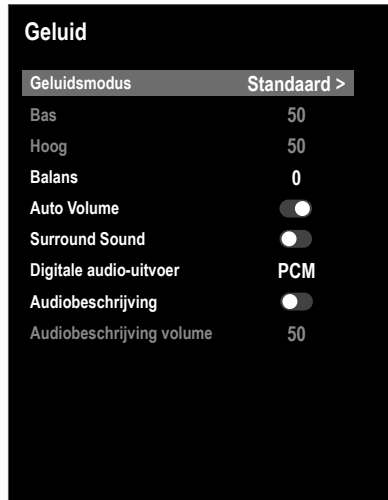 Geluid
Geluidsmodus Standaard >
Bas 50
Hoog 50
Balans 0
Auto Volume
Surround Sound
Digitale audio-uitvoer PCM
Audiobeschrijving
Audiobeschrijving volume 50